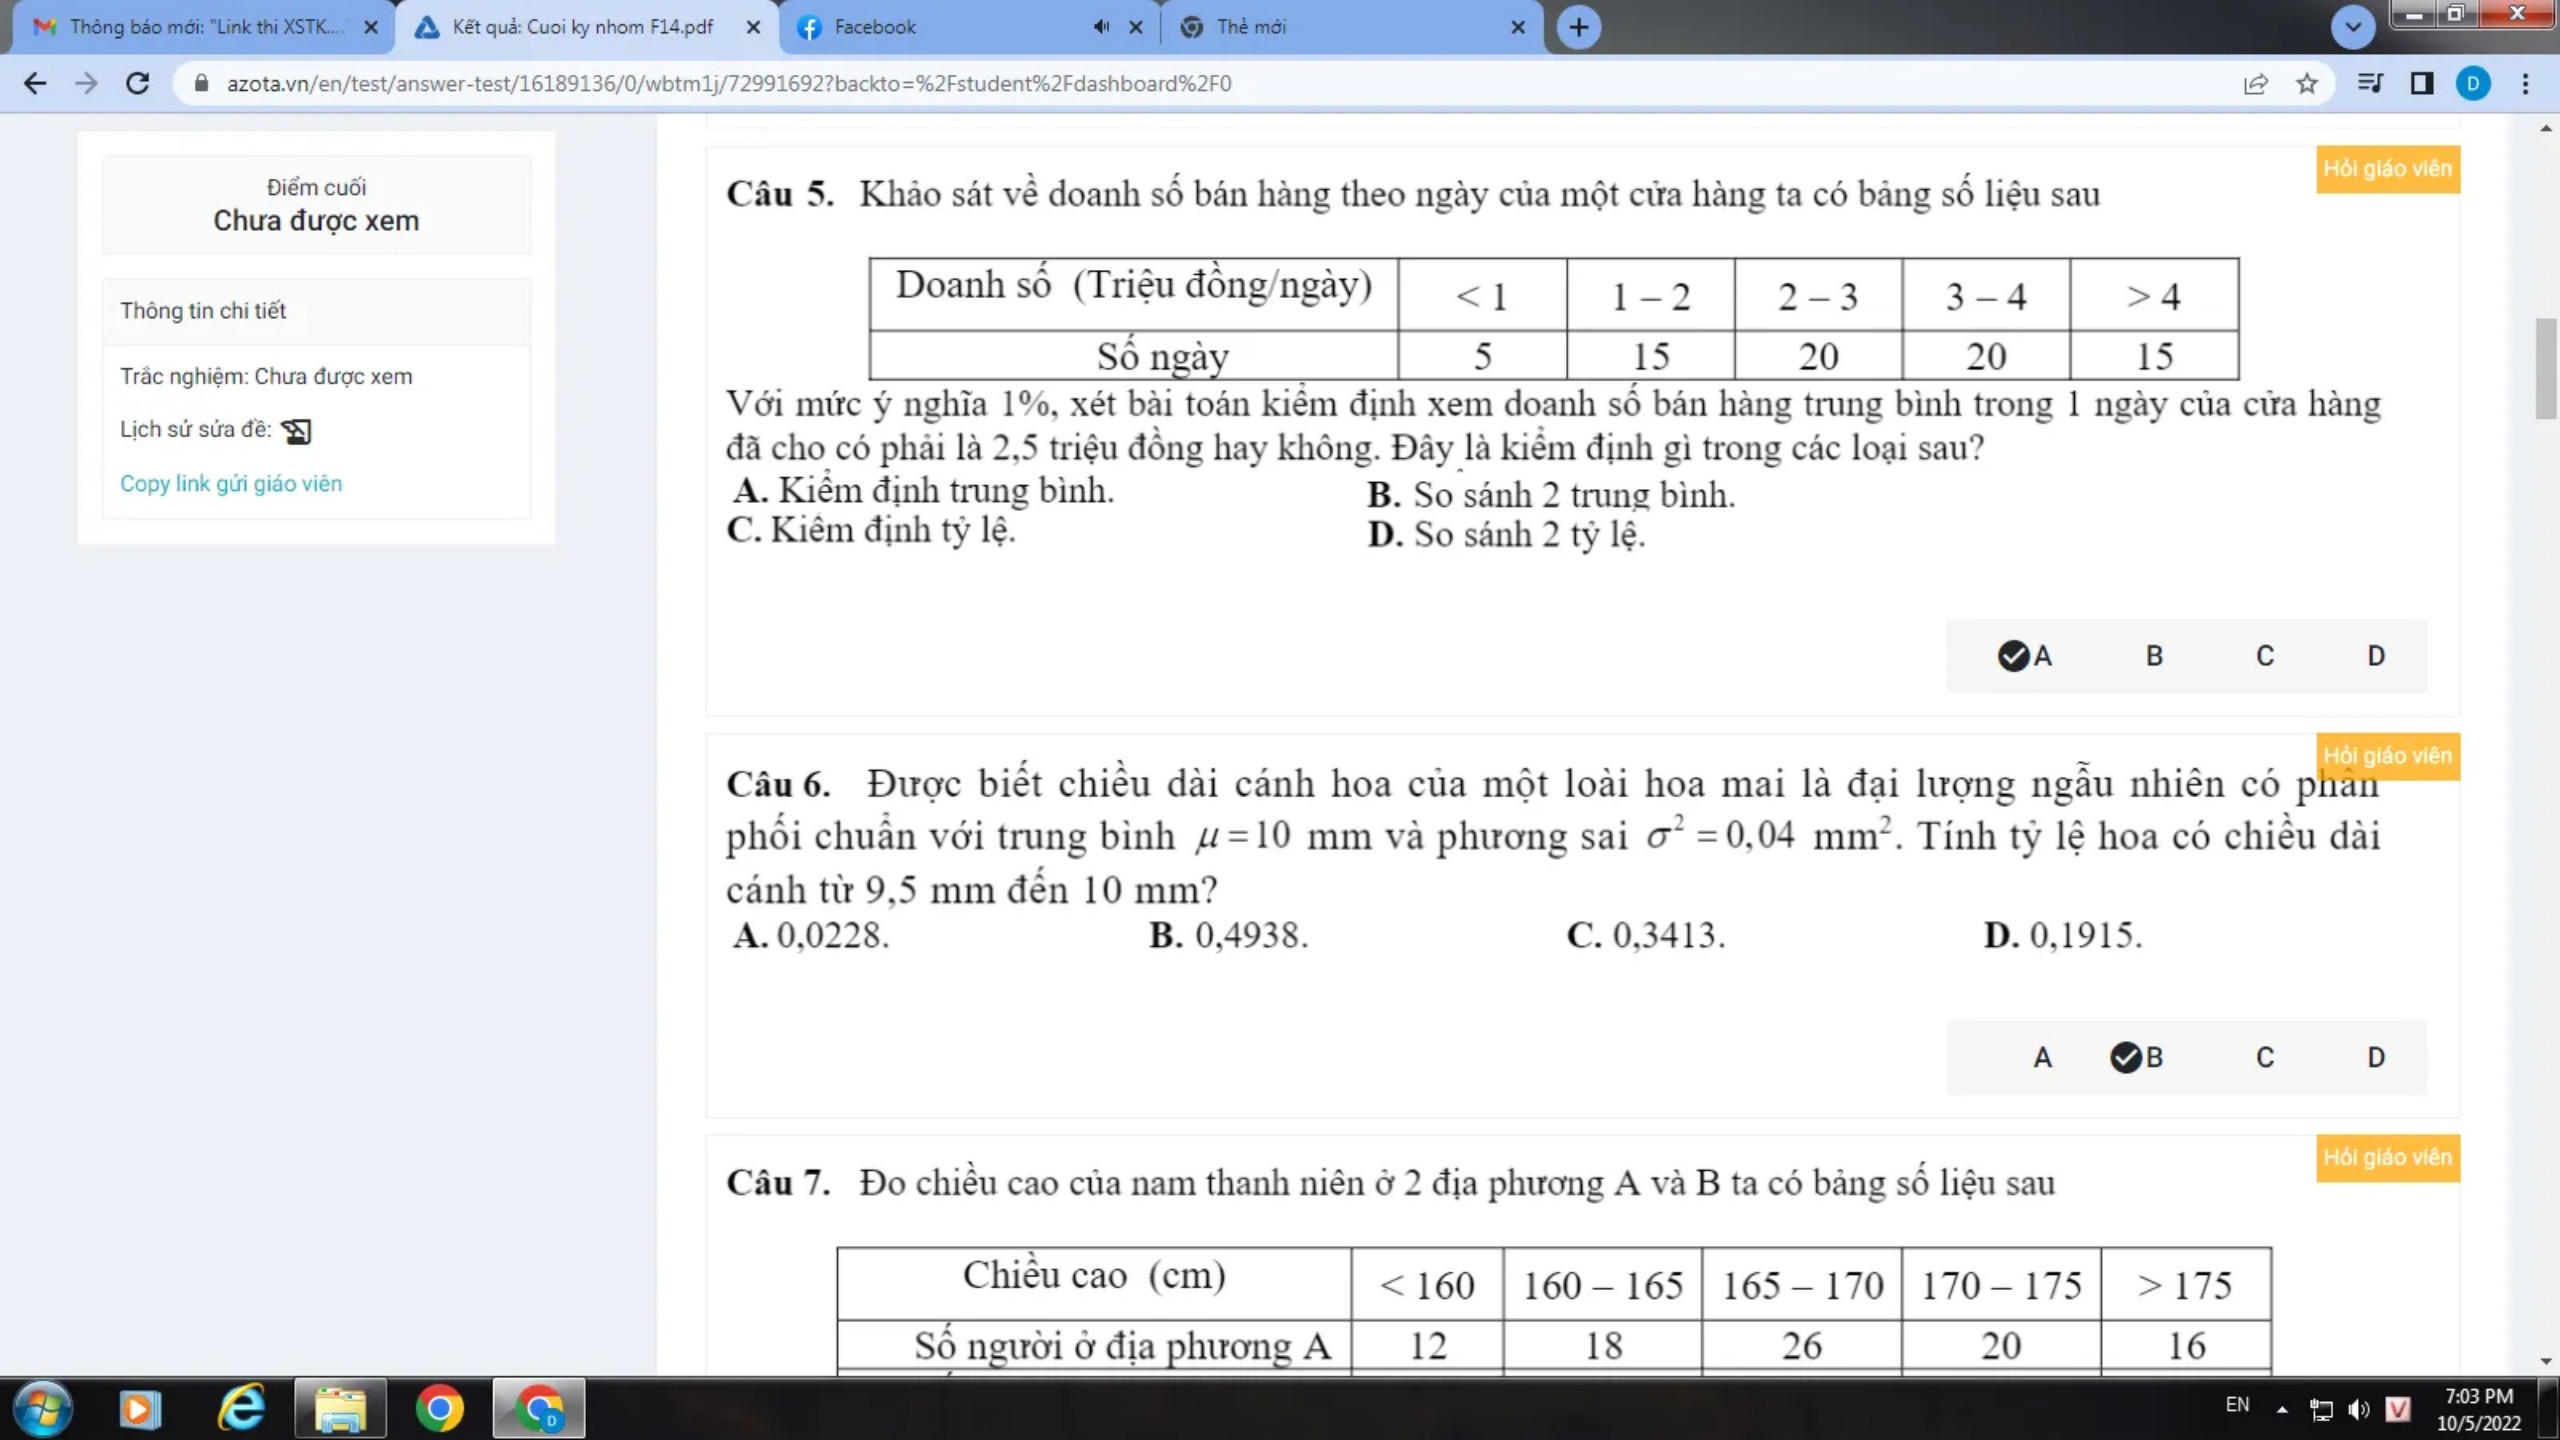 Thông báo mới: "Link thi XSTK....
Kết quả: Cuoi ky nhom F14.pdf
Facebook
Thẻ mới
azota.vn/en/test/answer-test/16189136/0/wbtm1j/72991692?backto=%2Fstudent%2Fdashboard%2F0
D
Điểm cuối
Chưa được xem
Thông tin chi tiết
Trắc nghiệm: Chưa được xem
Lịch sử sửa đề:
Copy link gửi giáo viên
Hỏi giáo viên
Câu 5. Khảo sát về doanh số bán hàng theo ngày của một cửa hàng ta có bảng số liệu sau
Doanh số (Triệu đồng/ngày) < 1 1 – 2 2 – 3 3 – 4 > 4
Số ngày 5 15 20 20 15
Với mức ý nghĩa 1%, xét bài toán kiểm định xem doanh số bán hàng trung bình trong 1 ngày của cửa hàng
đã cho có phải là 2,5 triệu đồng hay không. Đây là kiểm định gì trong các loại sau?
A. Kiểm định trung bình. B. So sánh 2 trung bình.
C. Kiểm định tỷ lệ. D. So sánh 2 tỷ lệ.
A B C D
Hỏi giáo viên
Câu 6. Được biết chiều dài cánh hoa của một loài hoa mai là đại lượng ngẫu nhiên có phân
phối chuẩn với trung bình μ = 10 mm và phương sai σ² = 0,04 mm². Tính tỷ lệ hoa có chiều dài
cánh từ 9,5 mm đến 10 mm?
A. 0,0228. B. 0,4938. C. 0,3413. D. 0,1915.
A B C D
Hỏi giáo viên
Câu 7. Đo chiều cao của nam thanh niên ở 2 địa phương A và B ta có bảng số liệu sau
Chiều cao (cm) < 160 160 – 165 165 – 170 170 – 175 > 175
Số người ở địa phương A 12 18 26 20 16
D
EN
V
7:03 PM
10/5/2022